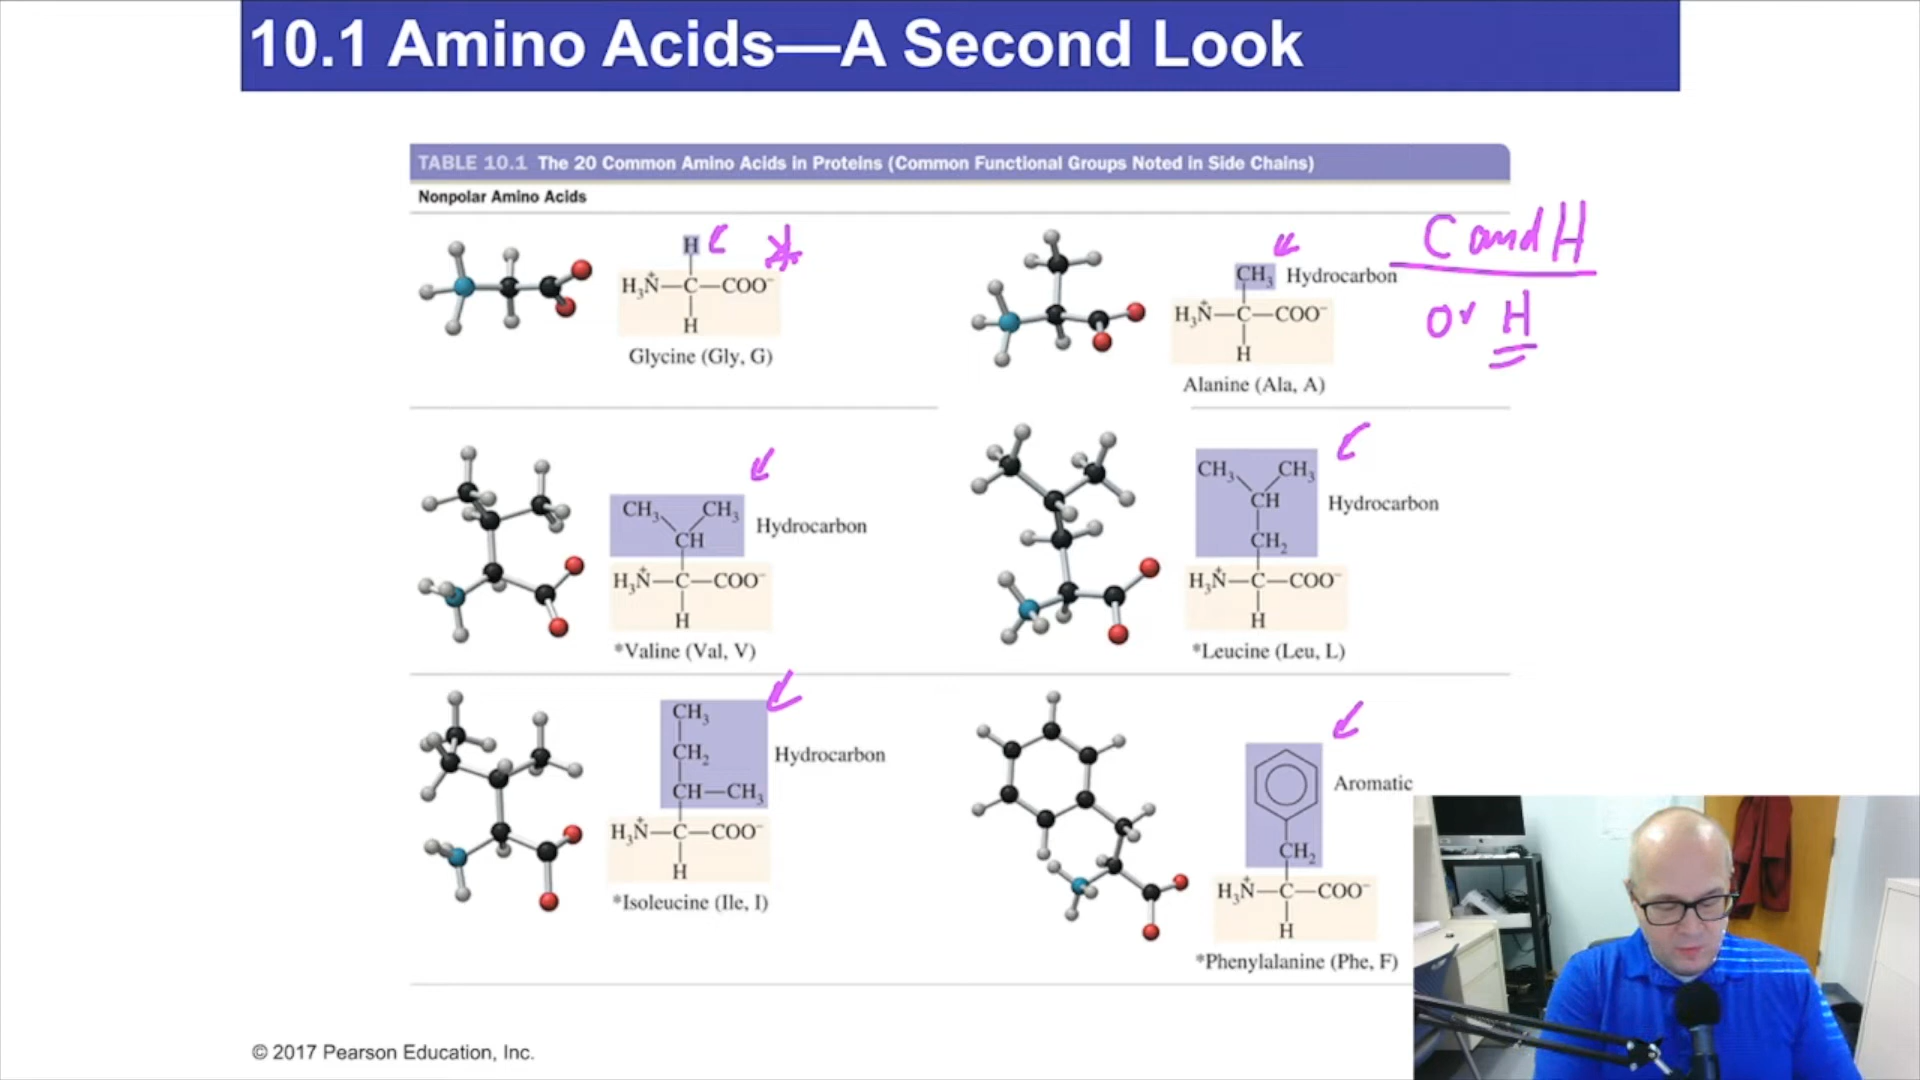 10.1 Amino Acids—A Second Look
TABLE 10.1 The 20 Common Amino Acids in Proteins (Common Functional Groups Noted in Side Chains)
Nonpolar Amino Acids
H
H₃N⁺—C—COO⁻
H
Glycine (Gly, G)
CH₃ Hydrocarbon
H₃N⁺—C—COO⁻
H
Alanine (Ala, A)
C and H
or H
CH₃ CH₃
CH
Hydrocarbon
H₃N⁺—C—COO⁻
H
*Valine (Val, V)
CH₃ CH₃
CH
CH₂
Hydrocarbon
H₃N⁺—C—COO⁻
H
*Leucine (Leu, L)
CH₃
CH₂
CH—CH₃
Hydrocarbon
H₃N⁺—C—COO⁻
H
*Isoleucine (Ile, I)
Aromatic
CH₂
H₃N⁺—C—COO⁻
H
*Phenylalanine (Phe, F)
© 2017 Pearson Education, Inc.